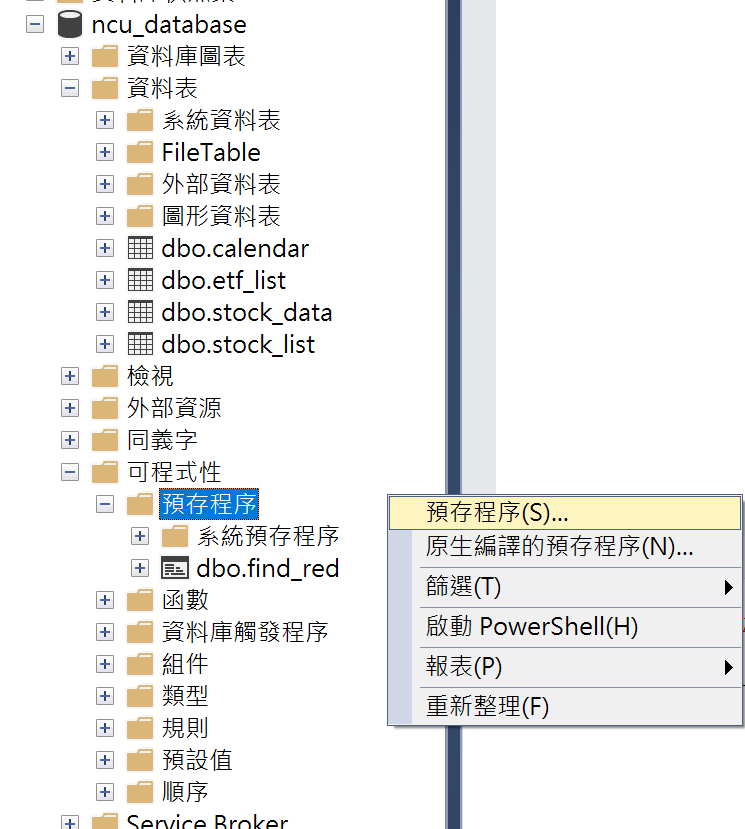 ncu_database
資料庫圖表
資料表
系統資料表
FileTable
外部資料表
圖形資料表
dbo.calendar
dbo.etf_list
dbo.stock_data
dbo.stock_list
檢視
外部資源
同義字
可程式性
預存程序
系統預存程序
dbo.find_red
函數
資料庫觸發程序
組件
類型
規則
預設值
順序
Service Broker
預存程序(S)...
原生編譯的預存程序(N)...
篩選(T)
啟動 PowerShell(H)
報表(P)
重新整理(F)